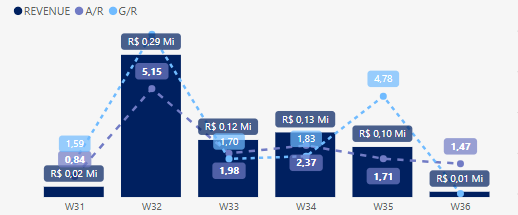 REVENUE A/R G/R
1,59
0,84
R$ 0,02 Mi
R$ 0,29 Mi
5,15
R$ 0,12 Mi
1,70
1,98
R$ 0,13 Mi
1,83
2,37
4,78
R$ 0,10 Mi
1,71
1,47
R$ 0,01 Mi
W31 W32 W33 W34 W35 W36